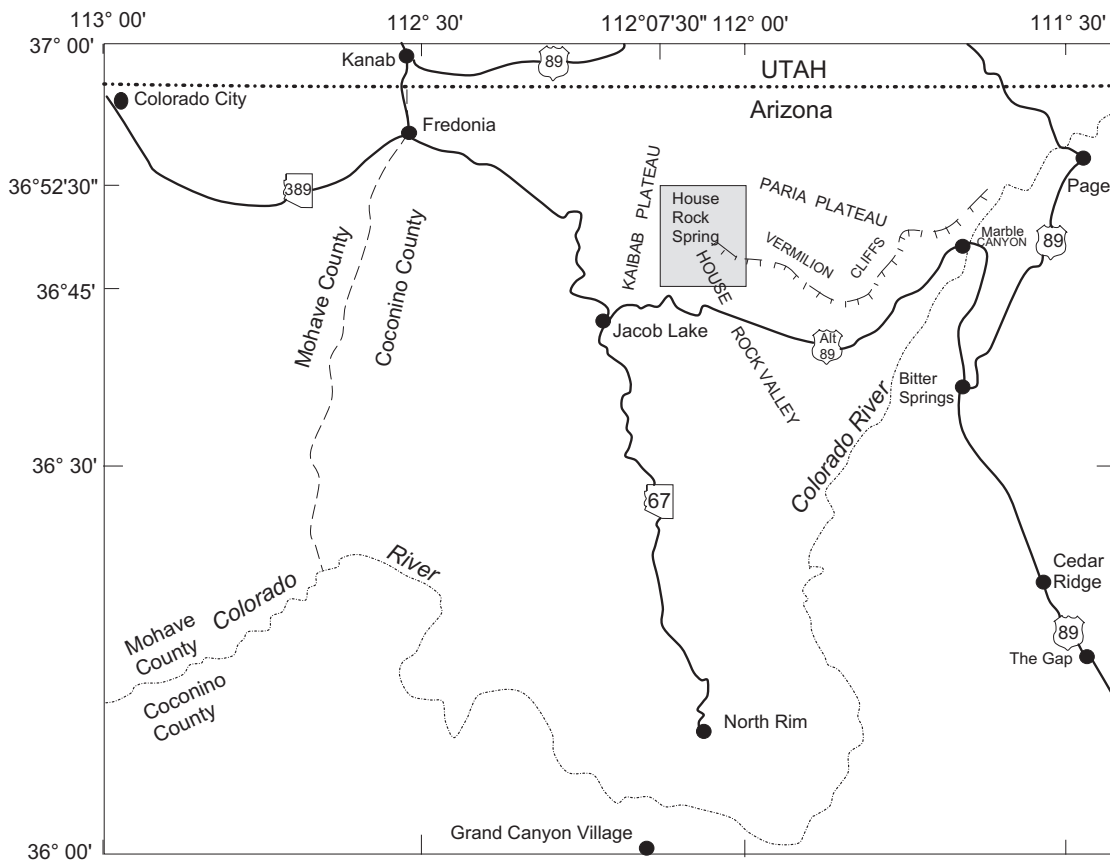 113° 00'
112° 30'
112° 07'30"
112° 00'
111° 30'
37° 00'
Kanab
89
UTAH
Colorado City
Arizona
Fredonia
Page
36°52'30"
389
KAIBAB PLATEAU
House
Rock
Spring
PARIA PLATEAU
VERMILION
CLIFFS
Marble
CANYON
89
Mohave County
Coconino County
HOUSE
ROCK VALLEY
36°45'
Jacob Lake
Alt
89
Bitter
Springs
Colorado River
36° 30'
67
Cedar
Ridge
River
Colorado
Mohave
County
89
The Gap
Coconino
County
North Rim
Grand Canyon Village
36° 00'